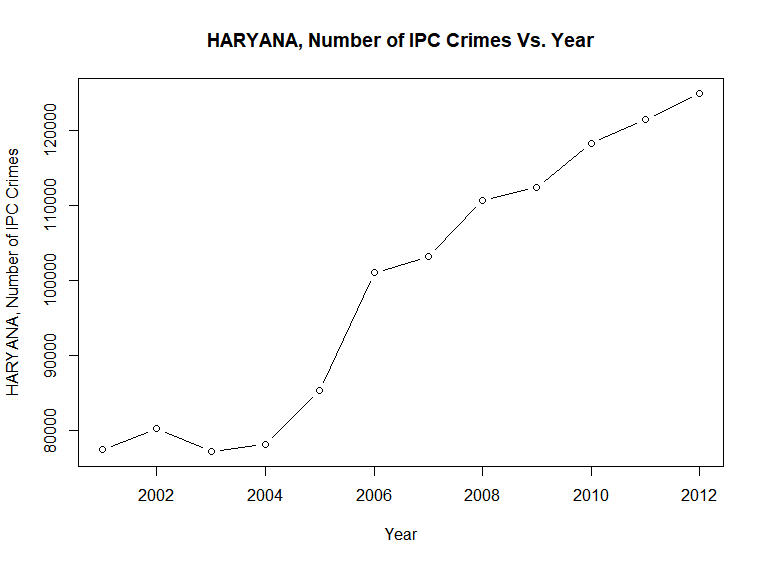 HARYANA, Number of IPC Crimes Vs. Year
HARYANA, Number of IPC Crimes
120000
110000
100000
90000
80000
2002 2004 2006 2008 2010 2012
Year